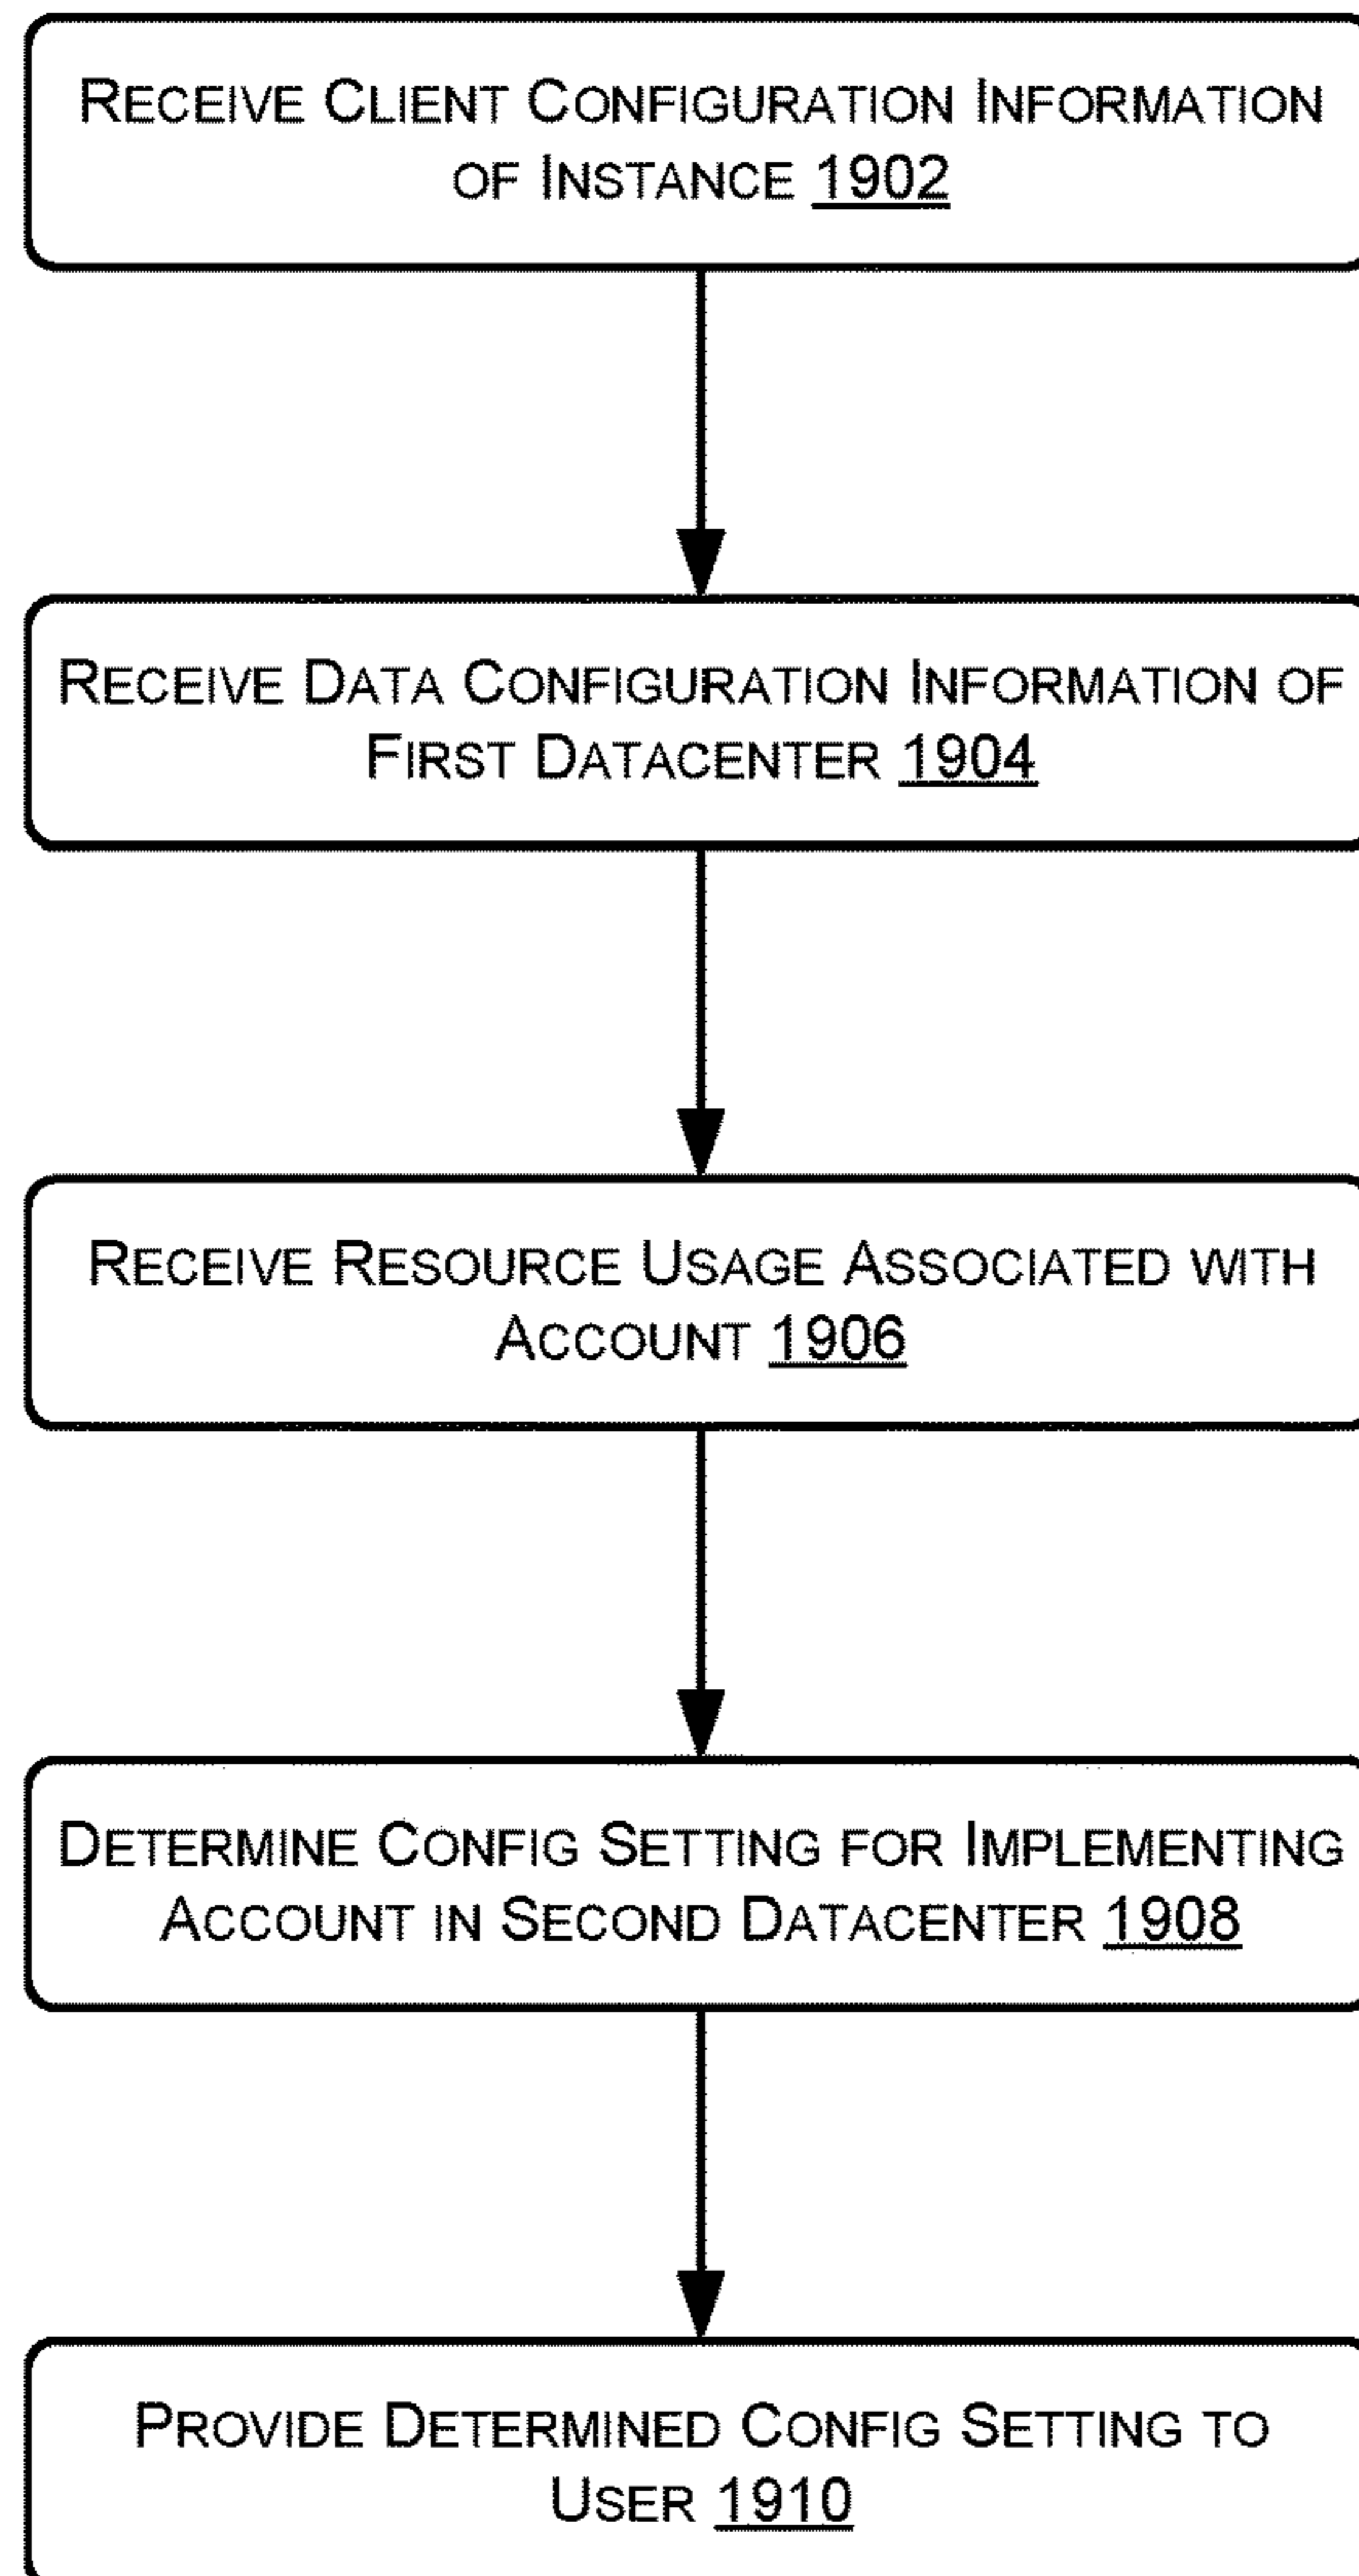 RECEIVE CLIENT CONFIGURATION INFORMATION
OF INSTANCE 1902
RECEIVE DATA CONFIGURATION INFORMATION OF
FIRST DATACENTER 1904
RECEIVE RESOURCE USAGE ASSOCIATED WITH
ACCOUNT 1906
DETERMINE CONFIG SETTING FOR IMPLEMENTING
ACCOUNT IN SECOND DATACENTER 1908
PROVIDE DETERMINED CONFIG SETTING TO
USER 1910